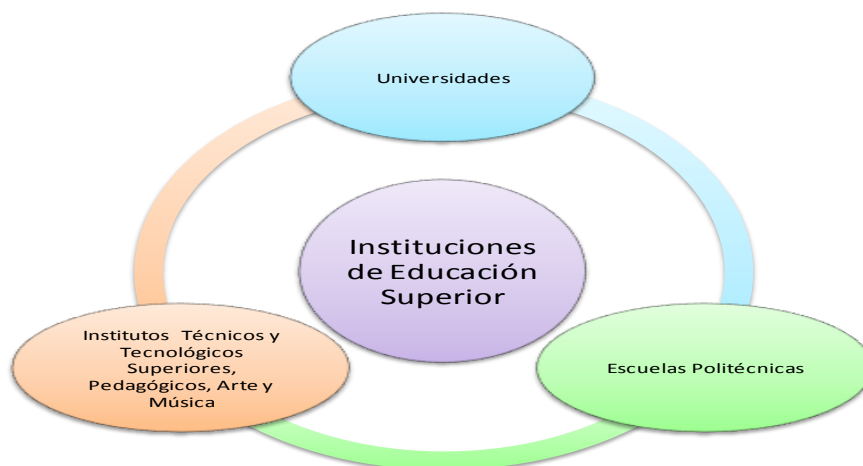 Universidades
Instituciones
de Educación
Superior
Institutos Técnicos y
Tecnológicos
Superiores,
Pedagógicos, Arte y
Música
Escuelas Politécnicas